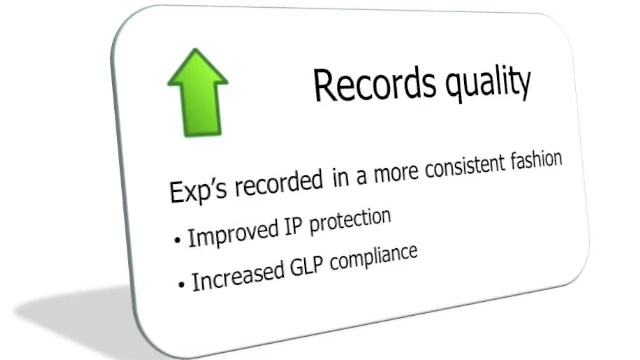 Records quality
Exp's recorded in a more consistent fashion
• Improved IP protection
• Increased GLP compliance